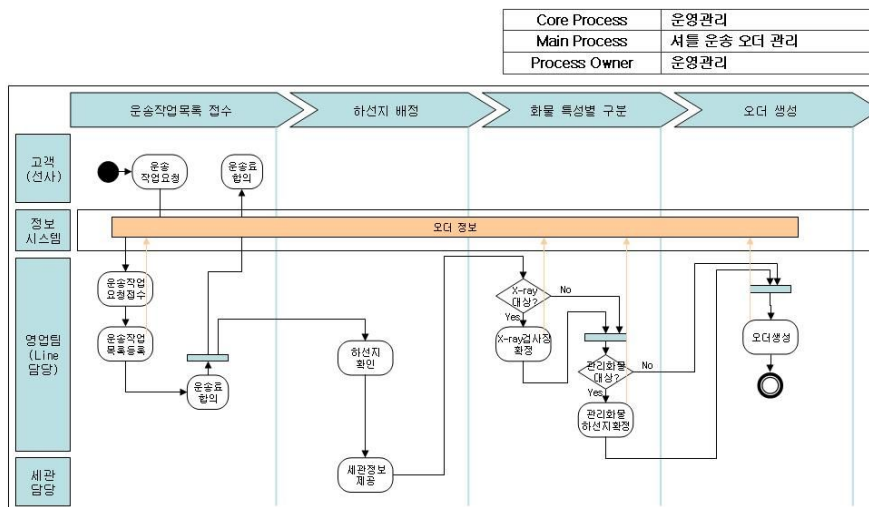 Core Process 운영관리
Main Process 셔틀 운송 오더 관리
Process Owner 운영관리
운송작업목록 접수
하선지 배정
화물 특성별 구분
오더 생성
고객
(선사)
운송
작업요청
운송료
합의
정보
시스템
오더 정보
영업팀
(Line
담당)
운송작업
요청접수
운송작업
목록등록
운송료
합의
하선지
확인
X-ray
대상?
No
Yes
X-ray검사장
확정
관리화물
대상?
No
Yes
관리화물
하선지확정
오더생성
세관
담당
세관정보
제공